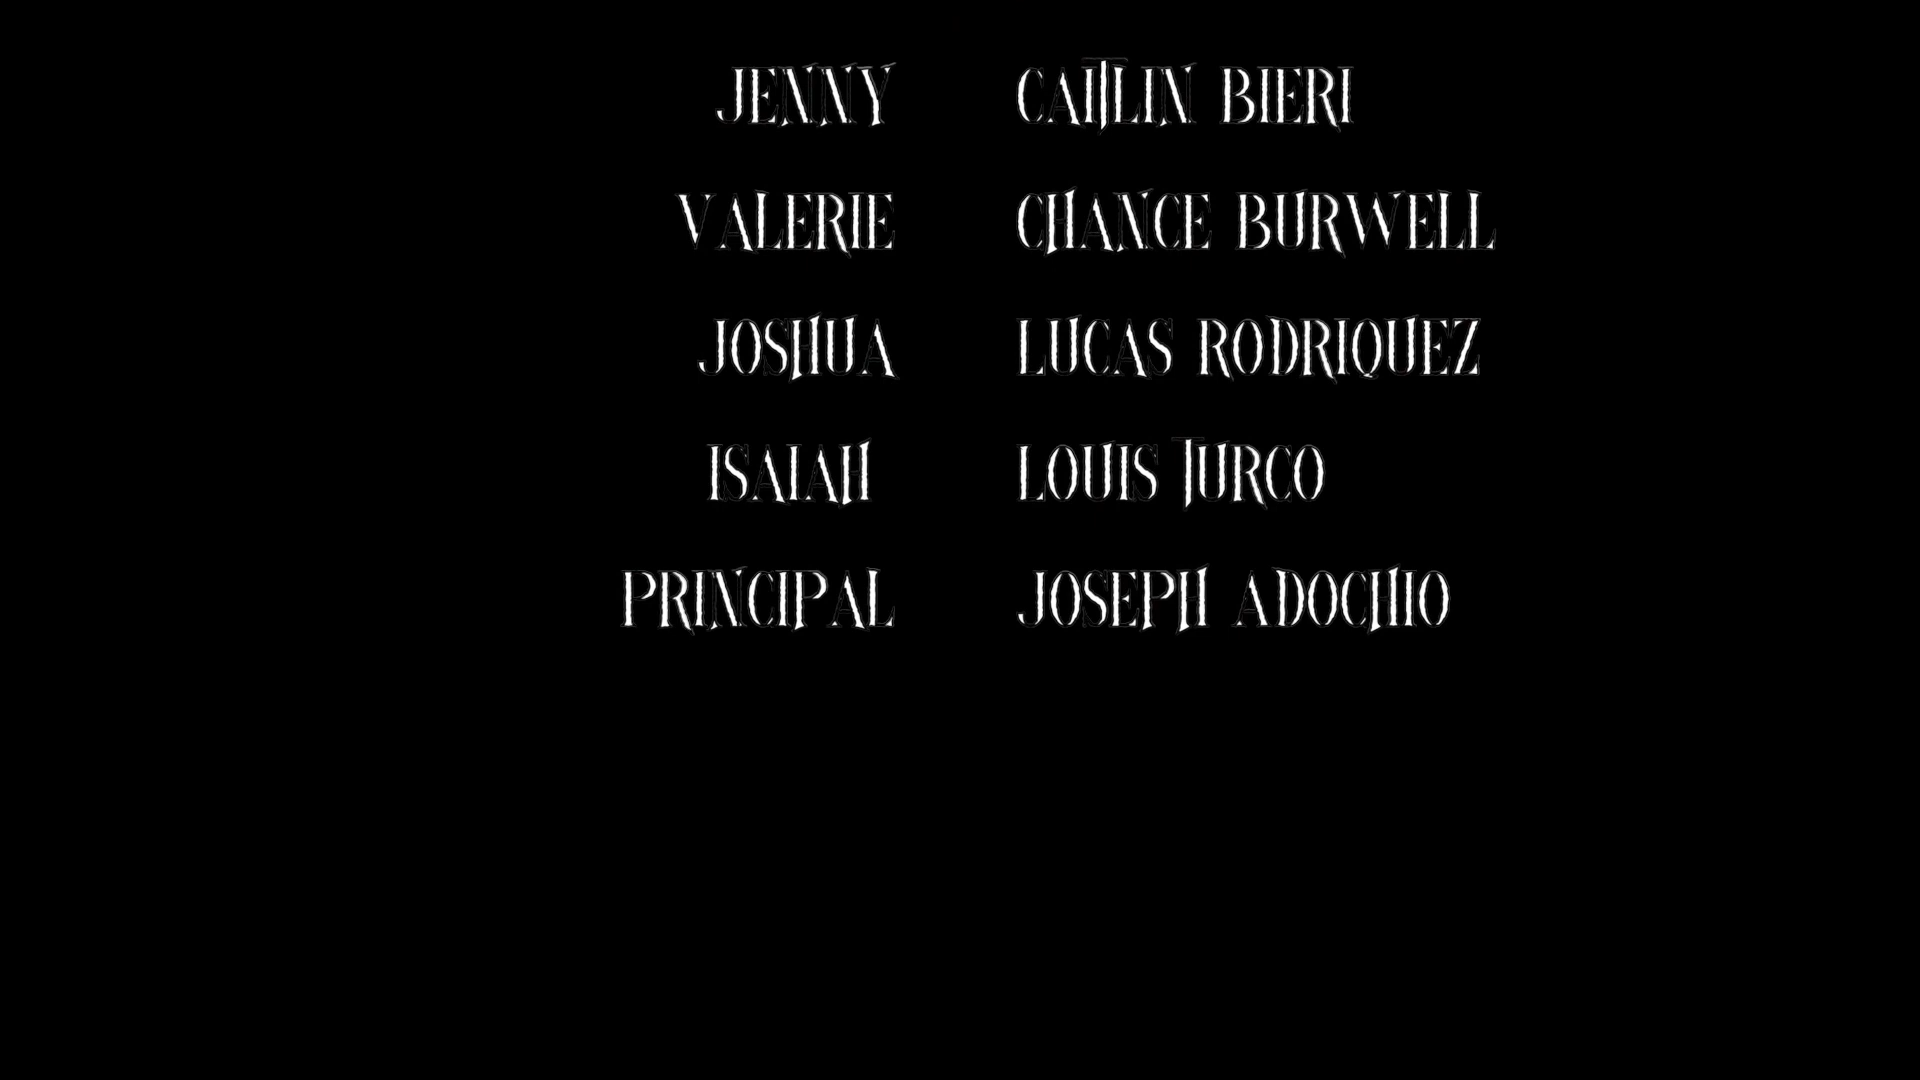 JENNY CAITLIN BIERI
VALERIE CHANCE BURWELL
JOSHUA LUCAS RODRIQUEZ
ISAIAH LOUIS TURCO
PRINCIPAL JOSEPH ADOCHIO